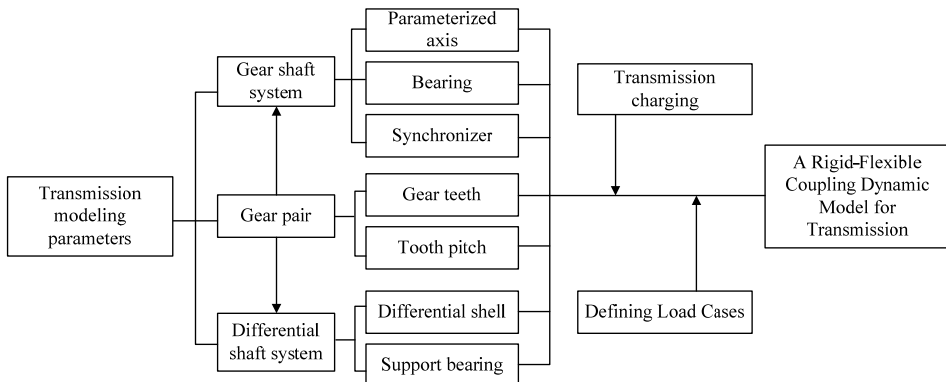 Transmission
modeling
parameters
Gear shaft
system
Gear pair
Differential
shaft system
Parameterized
axis
Bearing
Synchronizer
Gear teeth
Tooth pitch
Differential shell
Support bearing
Transmission
charging
Defining Load Cases
A Rigid-Flexible
Coupling Dynamic
Model for
Transmission